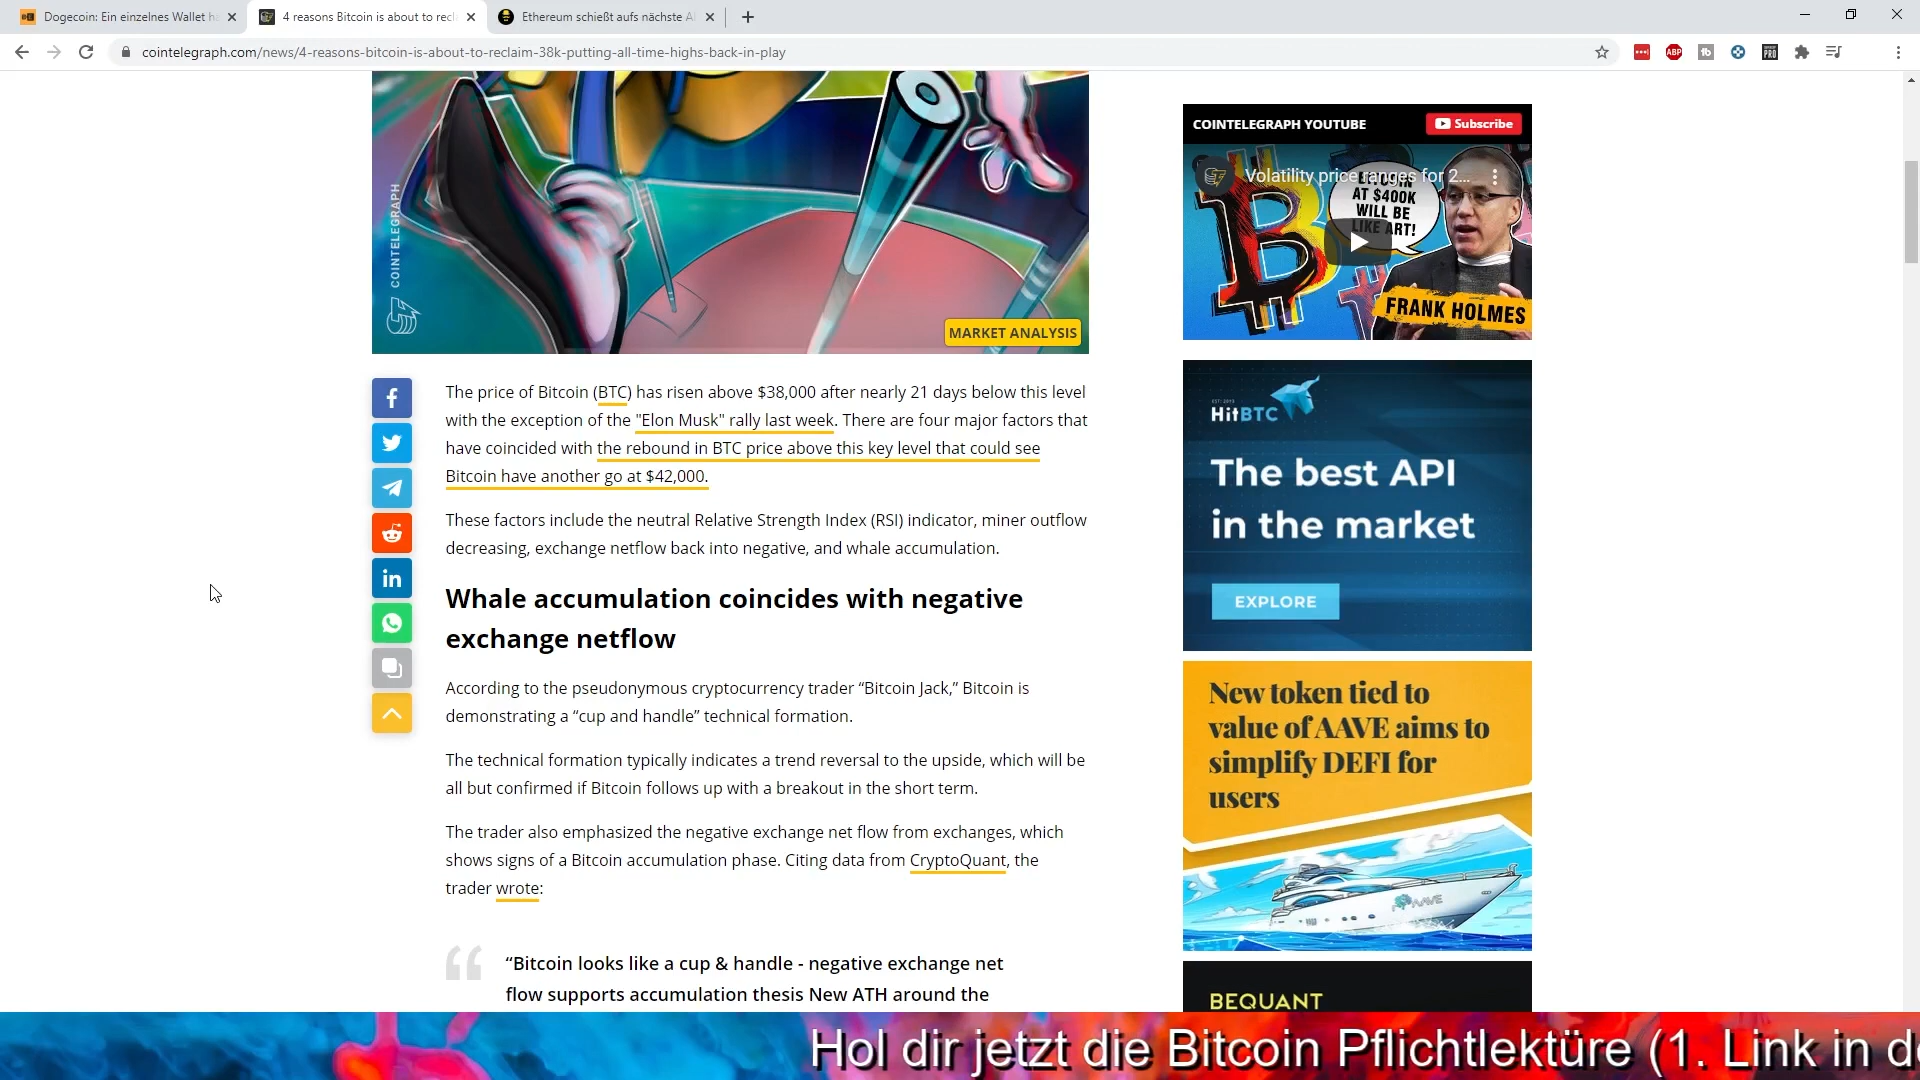 Dogecoin: Ein einzelnes Wallet h
4 reasons Bitcoin is about to recl
Ethereum schießt aufs nächste A
cointelegraph.com/news/4-reasons-bitcoin-is-about-to-reclaim-38k-putting-all-time-highs-back-in-play
ABP
PRO
COINTELEGRAPH
MARKET ANALYSIS
The price of Bitcoin (BTC) has risen above $38,000 after nearly 21 days below this level
with the exception of the "Elon Musk" rally last week. There are four major factors that
have coincided with the rebound in BTC price above this key level that could see
Bitcoin have another go at $42,000.
These factors include the neutral Relative Strength Index (RSI) indicator, miner outflow
decreasing, exchange netflow back into negative, and whale accumulation.
Whale accumulation coincides with negative
exchange netflow
According to the pseudonymous cryptocurrency trader “Bitcoin Jack,” Bitcoin is
demonstrating a “cup and handle” technical formation.
The technical formation typically indicates a trend reversal to the upside, which will be
all but confirmed if Bitcoin follows up with a breakout in the short term.
The trader also emphasized the negative exchange net flow from exchanges, which
shows signs of a Bitcoin accumulation phase. Citing data from CryptoQuant, the
trader wrote:
“Bitcoin looks like a cup & handle - negative exchange net
flow supports accumulation thesis New ATH around the
COINTELEGRAPH YOUTUBE
Subscribe
Volatility price ranges for 2...
BITCOIN
AT $400K
WILL BE
LIKE ART!
FRANK HOLMES
HitBTC
The best API
in the market
EXPLORE
New token tied to
value of AAVE aims to
simplify DEFI for
users
AAVE
BEQUANT
Hol dir jetzt die Bitcoin Pflichtlektüre (1. Link in de